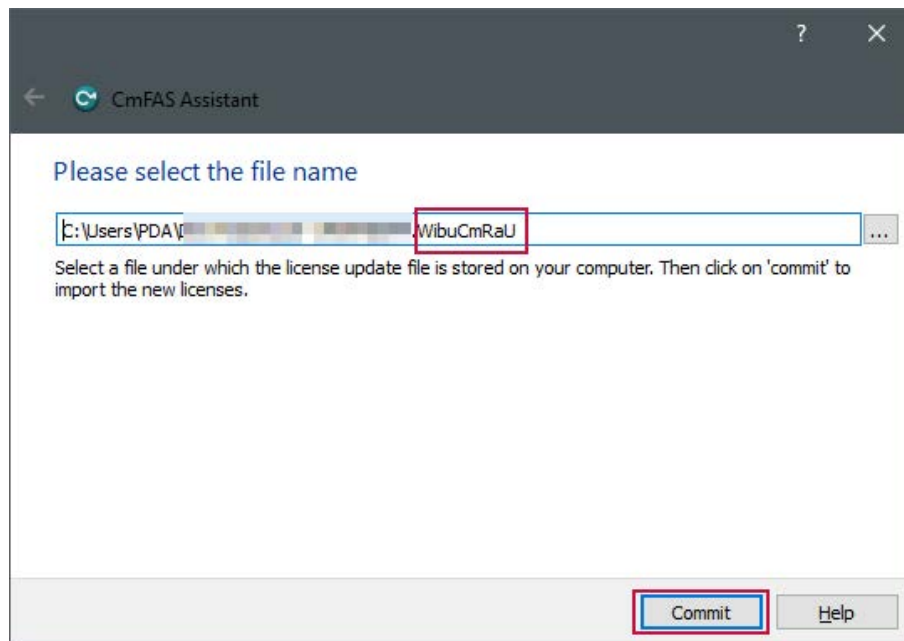 ?
CmFAS Assistant
Please select the file name
C:\Users\PDA\ .WibuCmRaU
...
Select a file under which the license update file is stored on your computer. Then click on 'commit' to
import the new licenses.
Commit
Help